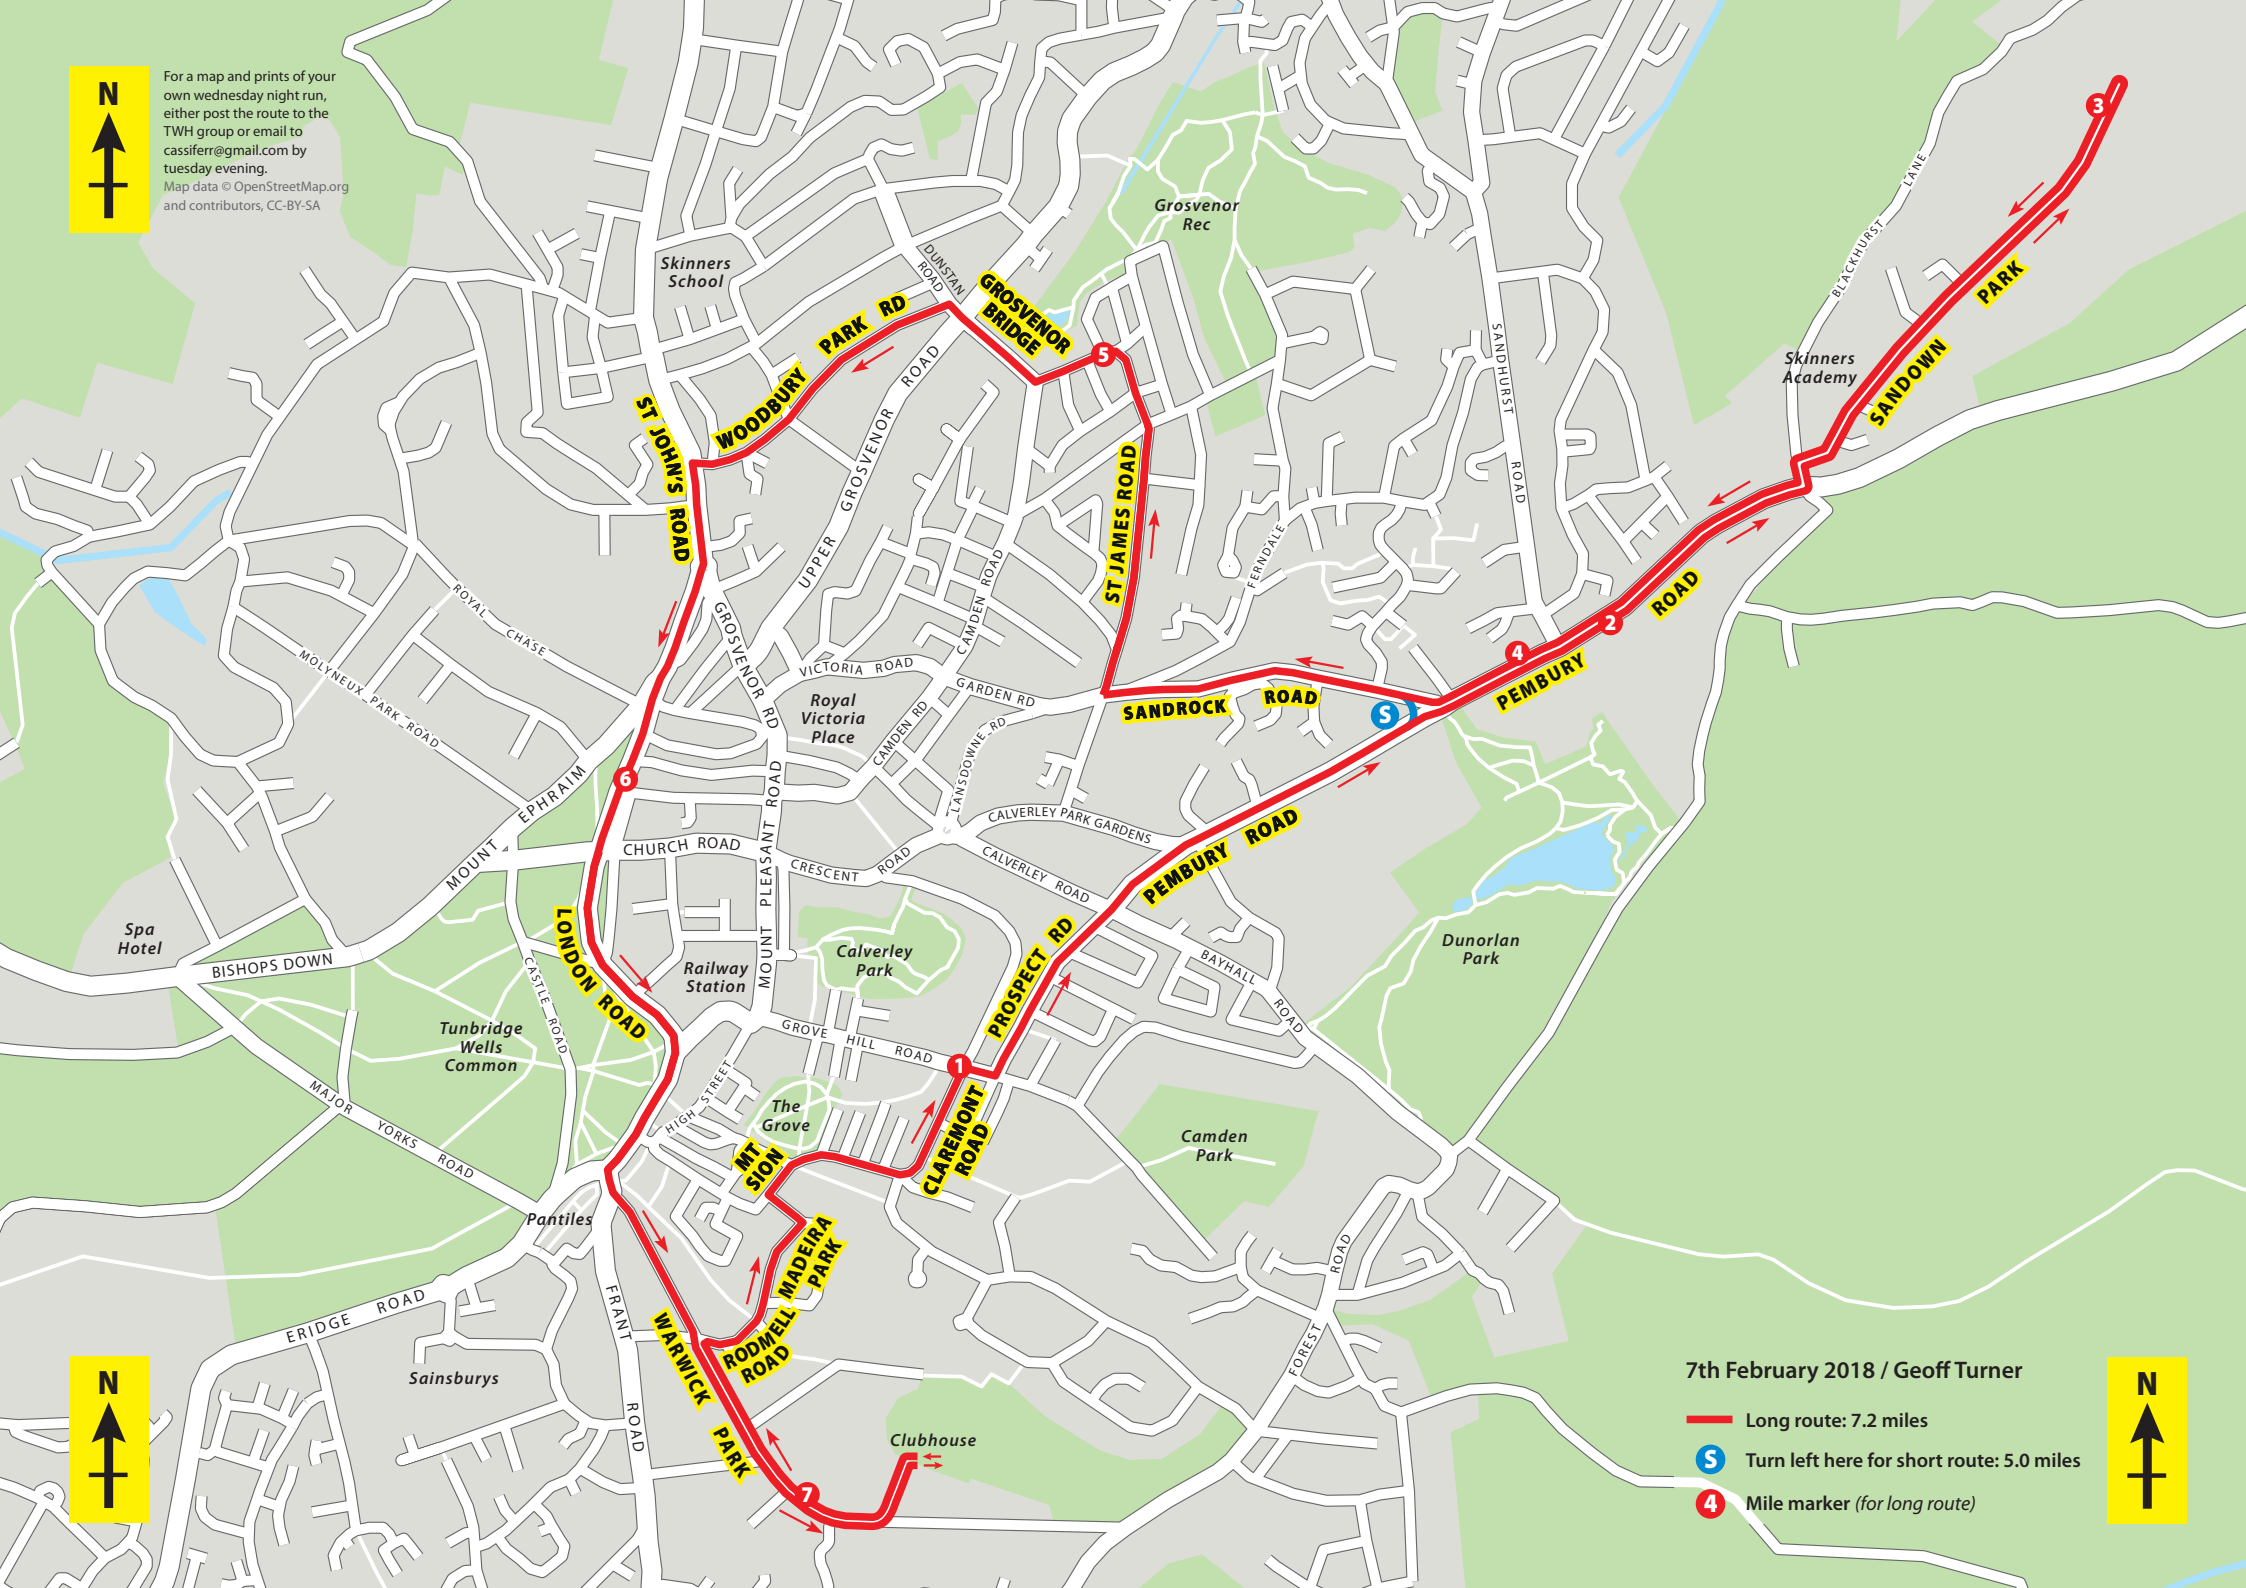 N
For a map and prints of your
own wednesday night run,
either post the route to the
TWH group or email to
cassiferr@gmail.com by
tuesday evening.
Map data © OpenStreetMap.org
and contributors, CC-BY-SA
3
LANE
BLACKHURST
Grosvenor
Rec
Skinners
School
DUNSTAN
ROAD
GROSVENOR
BRIDGE
PARK
SANDOWN
Skinners
Academy
WOODBURY PARK RD
5
SANDHURST ROAD
ST JOHN'S ROAD
UPPER GROSVENOR ROAD
ST JAMES ROAD
FERNDALE
CAMDEN ROAD
ROYAL CHASE
MOLYNEUX PARK ROAD
GROSVENOR RD
VICTORIA ROAD
GARDEN RD
Royal
Victoria
Place
CAMDEN RD
LANSDOWNE RD
SANDROCK ROAD
S
4
2
PEMBURY ROAD
6
MOUNT EPHRAIM
CHURCH ROAD
MOUNT PLEASANT ROAD
CRESCENT ROAD
CALVERLEY PARK GARDENS
CALVERLEY ROAD
PEMBURY ROAD
Spa
Hotel
BISHOPS DOWN
LONDON ROAD
CASTLE ROAD
Railway
Station
Calverley
Park
PROSPECT RD
BAYHALL ROAD
Dunorlan
Park
Tunbridge
Wells
Common
GROVE HILL ROAD
1
MAJOR YORKS ROAD
HIGH STREET
The
Grove
MT
SION
CLAREMONT
ROAD
Camden
Park
Pantiles
MADEIRA
PARK
RODMELL
ROAD
ERIDGE ROAD
FRANT ROAD
WARWICK PARK
FOREST ROAD
Sainsburys
Clubhouse
7
N
7th February 2018 / Geoff Turner
Long route: 7.2 miles
S Turn left here for short route: 5.0 miles
4 Mile marker (for long route)
N